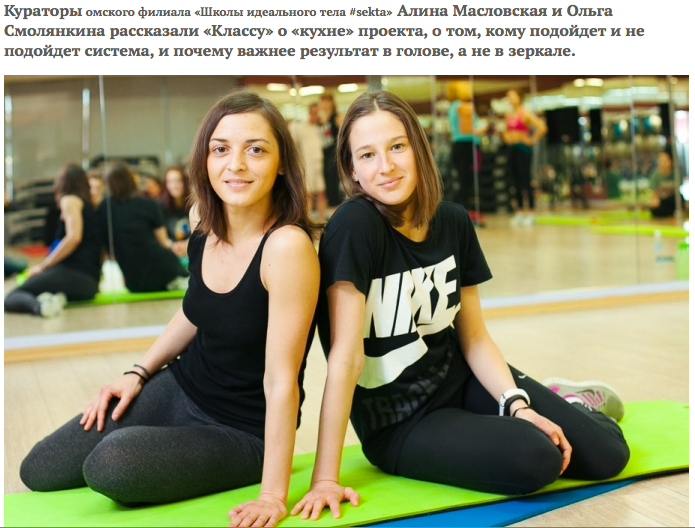 Кураторы омского филиала «Школы идеального тела #sekta» Алина Масловская и Ольга
Смолянкина рассказали «Классу» о «кухне» проекта, о том, кому подойдет и не
подойдет система, и почему важнее результат в голове, а не в зеркале.
NIKE
TRACK